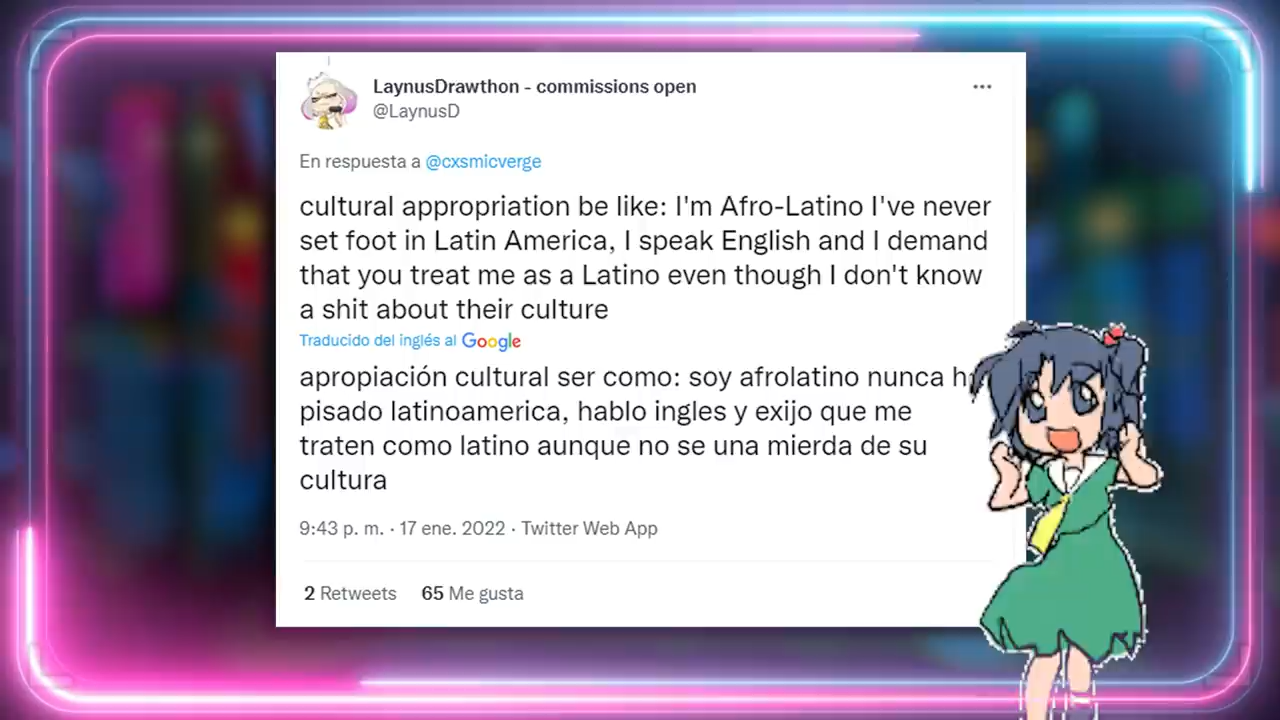 LaynusDrawthon - commissions open
@LaynusD
En respuesta a @cxsmicverge
cultural appropriation be like: I'm Afro-Latino I've never
set foot in Latin America, I speak English and I demand
that you treat me as a Latino even though I don't know
a shit about their culture
Traducido del inglés al Google
apropiación cultural ser como: soy afrolatino nunca
pisado latinoamerica, hablo ingles y exijo que me
traten como latino aunque no se una mierda de su
cultura
9:43 p. m. · 17 ene. 2022 · Twitter Web App
2 Retweets 65 Me gusta